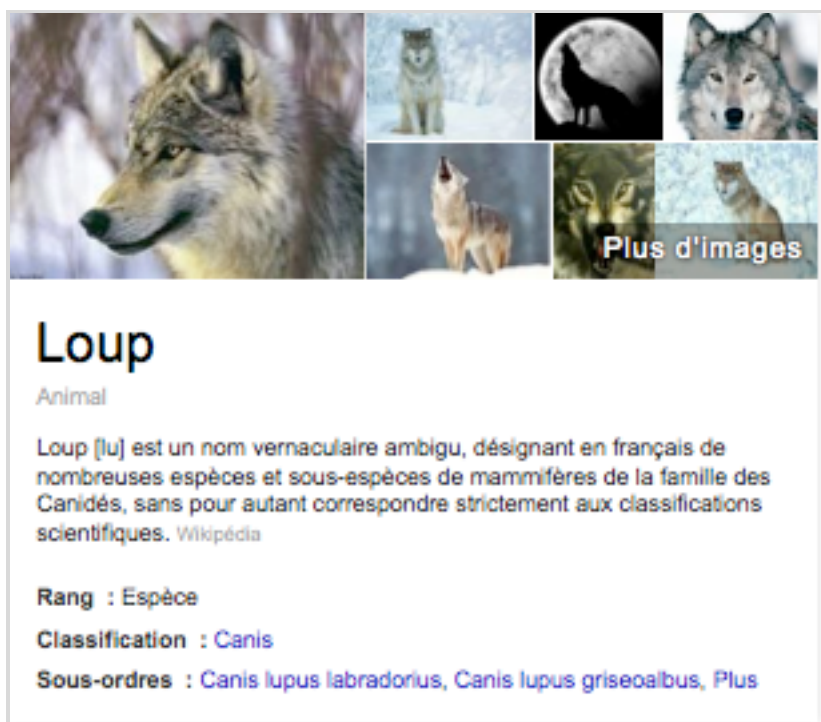 Plus d'images
Loup
Animal
Loup [lu] est un nom vernaculaire ambigu, désignant en français de
nombreuses espèces et sous-espèces de mammifères de la famille des
Canidés, sans pour autant correspondre strictement aux classifications
scientifiques. Wikipédia
Rang : Espèce
Classification : Canis
Sous-ordres : Canis lupus labradorius, Canis lupus griseoalbus, Plus